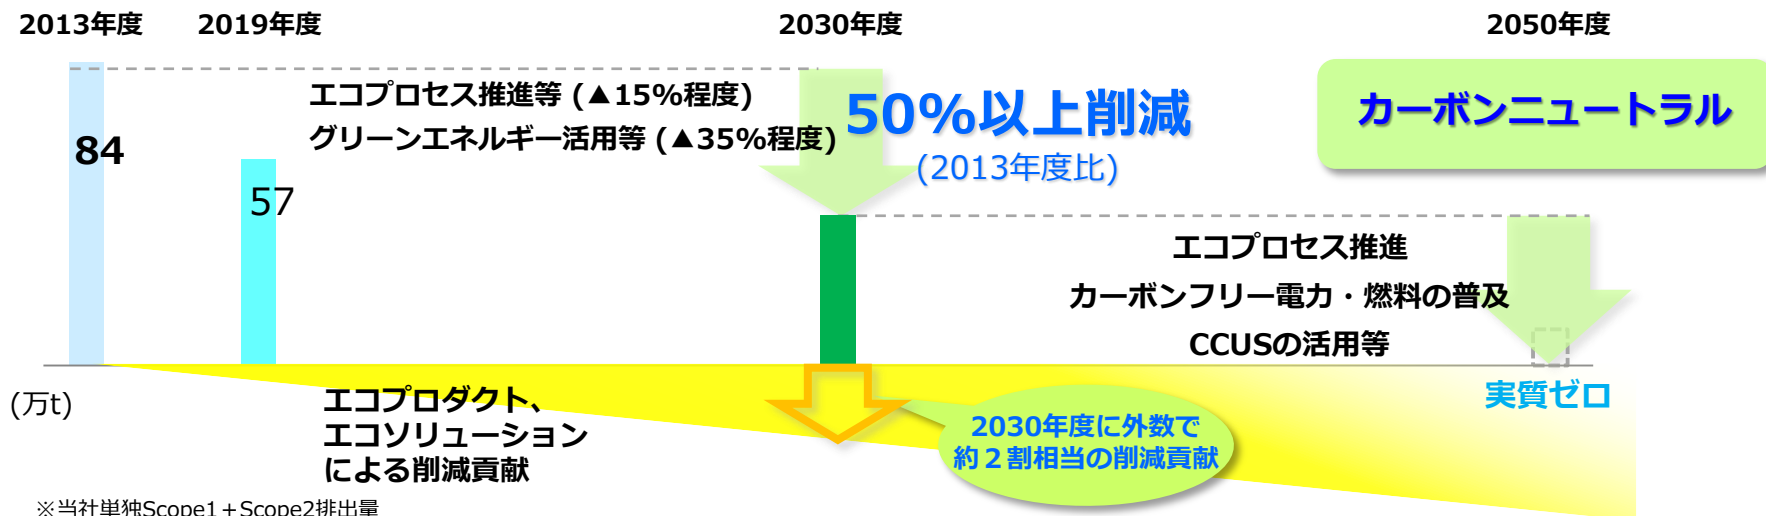 2013年度
2019年度
2030年度
2050年度
エコプロセス推進等 (▲15%程度)
グリーンエネルギー活用等 (▲35%程度)
50%以上削減
(2013年度比)
カーボンニュートラル
84
57
エコプロセス推進
カーボンフリー電力・燃料の普及
CCUSの活用等
(万t)
実質ゼロ
エコプロダクト、
エコソリューション
による削減貢献
2030年度に外数で
約２割相当の削減貢献
※当社単独Scope1＋Scope2排出量